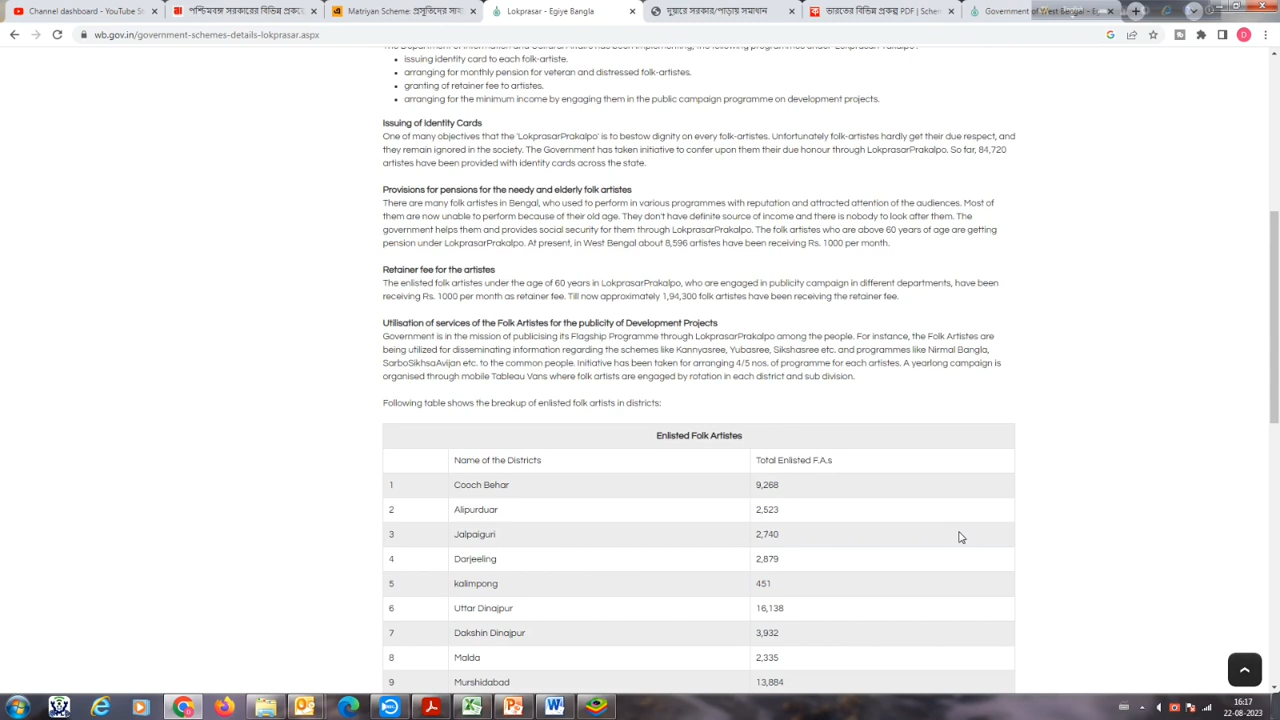 Channel dashboard - YouTube St
পশ্চিমবঙ্গ সরকারের বিভিন্ন প্রকল্প
Matriyan Scheme: প্রসূতিদের সাহা
Lokprasar - Egiye Bangla
দুয়ারে সরকার/পাড়ায় সমাধান
ভারতের বিভিন্ন প্রকল্প PDF | Schem
Government of West Bengal - Eg
wb.gov.in/government-schemes-details-lokprasar.aspx
issuing identity card to each folk-artiste.
arranging for monthly pension for veteran and distressed folk-artistes.
granting of retainer fee to artistes.
arranging for the minimum income by engaging them in the public campaign programme on development projects.
Issuing of Identity Cards
One of many objectives that the 'LokprasarPrakalpo' is to bestow dignity on every folk-artistes. Unfortunately folk-artistes hardly get their due respect, and
they remain ignored in the society. The Government has taken initiative to confer upon them their due honour through LokprasarPrakalpo. So far, 84,720
artistes have been provided with identity cards across the state.
Provisions for pensions for the needy and elderly folk artistes
There are many folk artistes in Bengal, who used to perform in various programmes with reputation and attracted attention of the audiences. Most of
them are now unable to perform because of their old age. They don't have definite source of income and there is nobody to look after them. The
government helps them and provides social security for them through LokprasarPrakalpo. The folk artistes who are above 60 years of age are getting
pension under LokprasarPrakalpo. At present, in West Bengal about 8,596 artistes have been receiving Rs. 1000 per month.
Retainer fee for the artistes
The enlisted folk artistes under the age of 60 years in LokprasarPrakalpo, who are engaged in publicity campaign in different departments, have been
receiving Rs. 1000 per month as retainer fee. Till now approximately 1,94,300 folk artistes have been receiving the retainer fee.
Utilisation of services of the Folk Artistes for the publicity of Development Projects
Government is in the mission of publicising its Flagship Programme through LokprasarPrakalpo among the people. For instance, the Folk Artistes are
being utilized for disseminating information regarding the schemes like Kannyasree, Yubasree, Sikshasree etc. and programmes like Nirmal Bangla,
SarboSikhsaAvijan etc. to the common people. Initiative has been taken for arranging 4/5 nos. of programme for each artistes. A yearlong campaign is
organised through mobile Tableau Vans where folk artistes are engaged by rotation in each district and sub division.
Following table shows the breakup of enlisted folk artists in districts:
Enlisted Folk Artistes
Name of the Districts Total Enlisted F.A.s
1 Cooch Behar 9,268
2 Alipurduar 2,523
3 Jalpaiguri 2,740
4 Darjeeling 2,879
5 kalimpong 451
6 Uttar Dinajpur 16,138
7 Dakshin Dinajpur 3,932
8 Malda 2,335
9 Murshidabad 13,884
16:17
22-08-2023